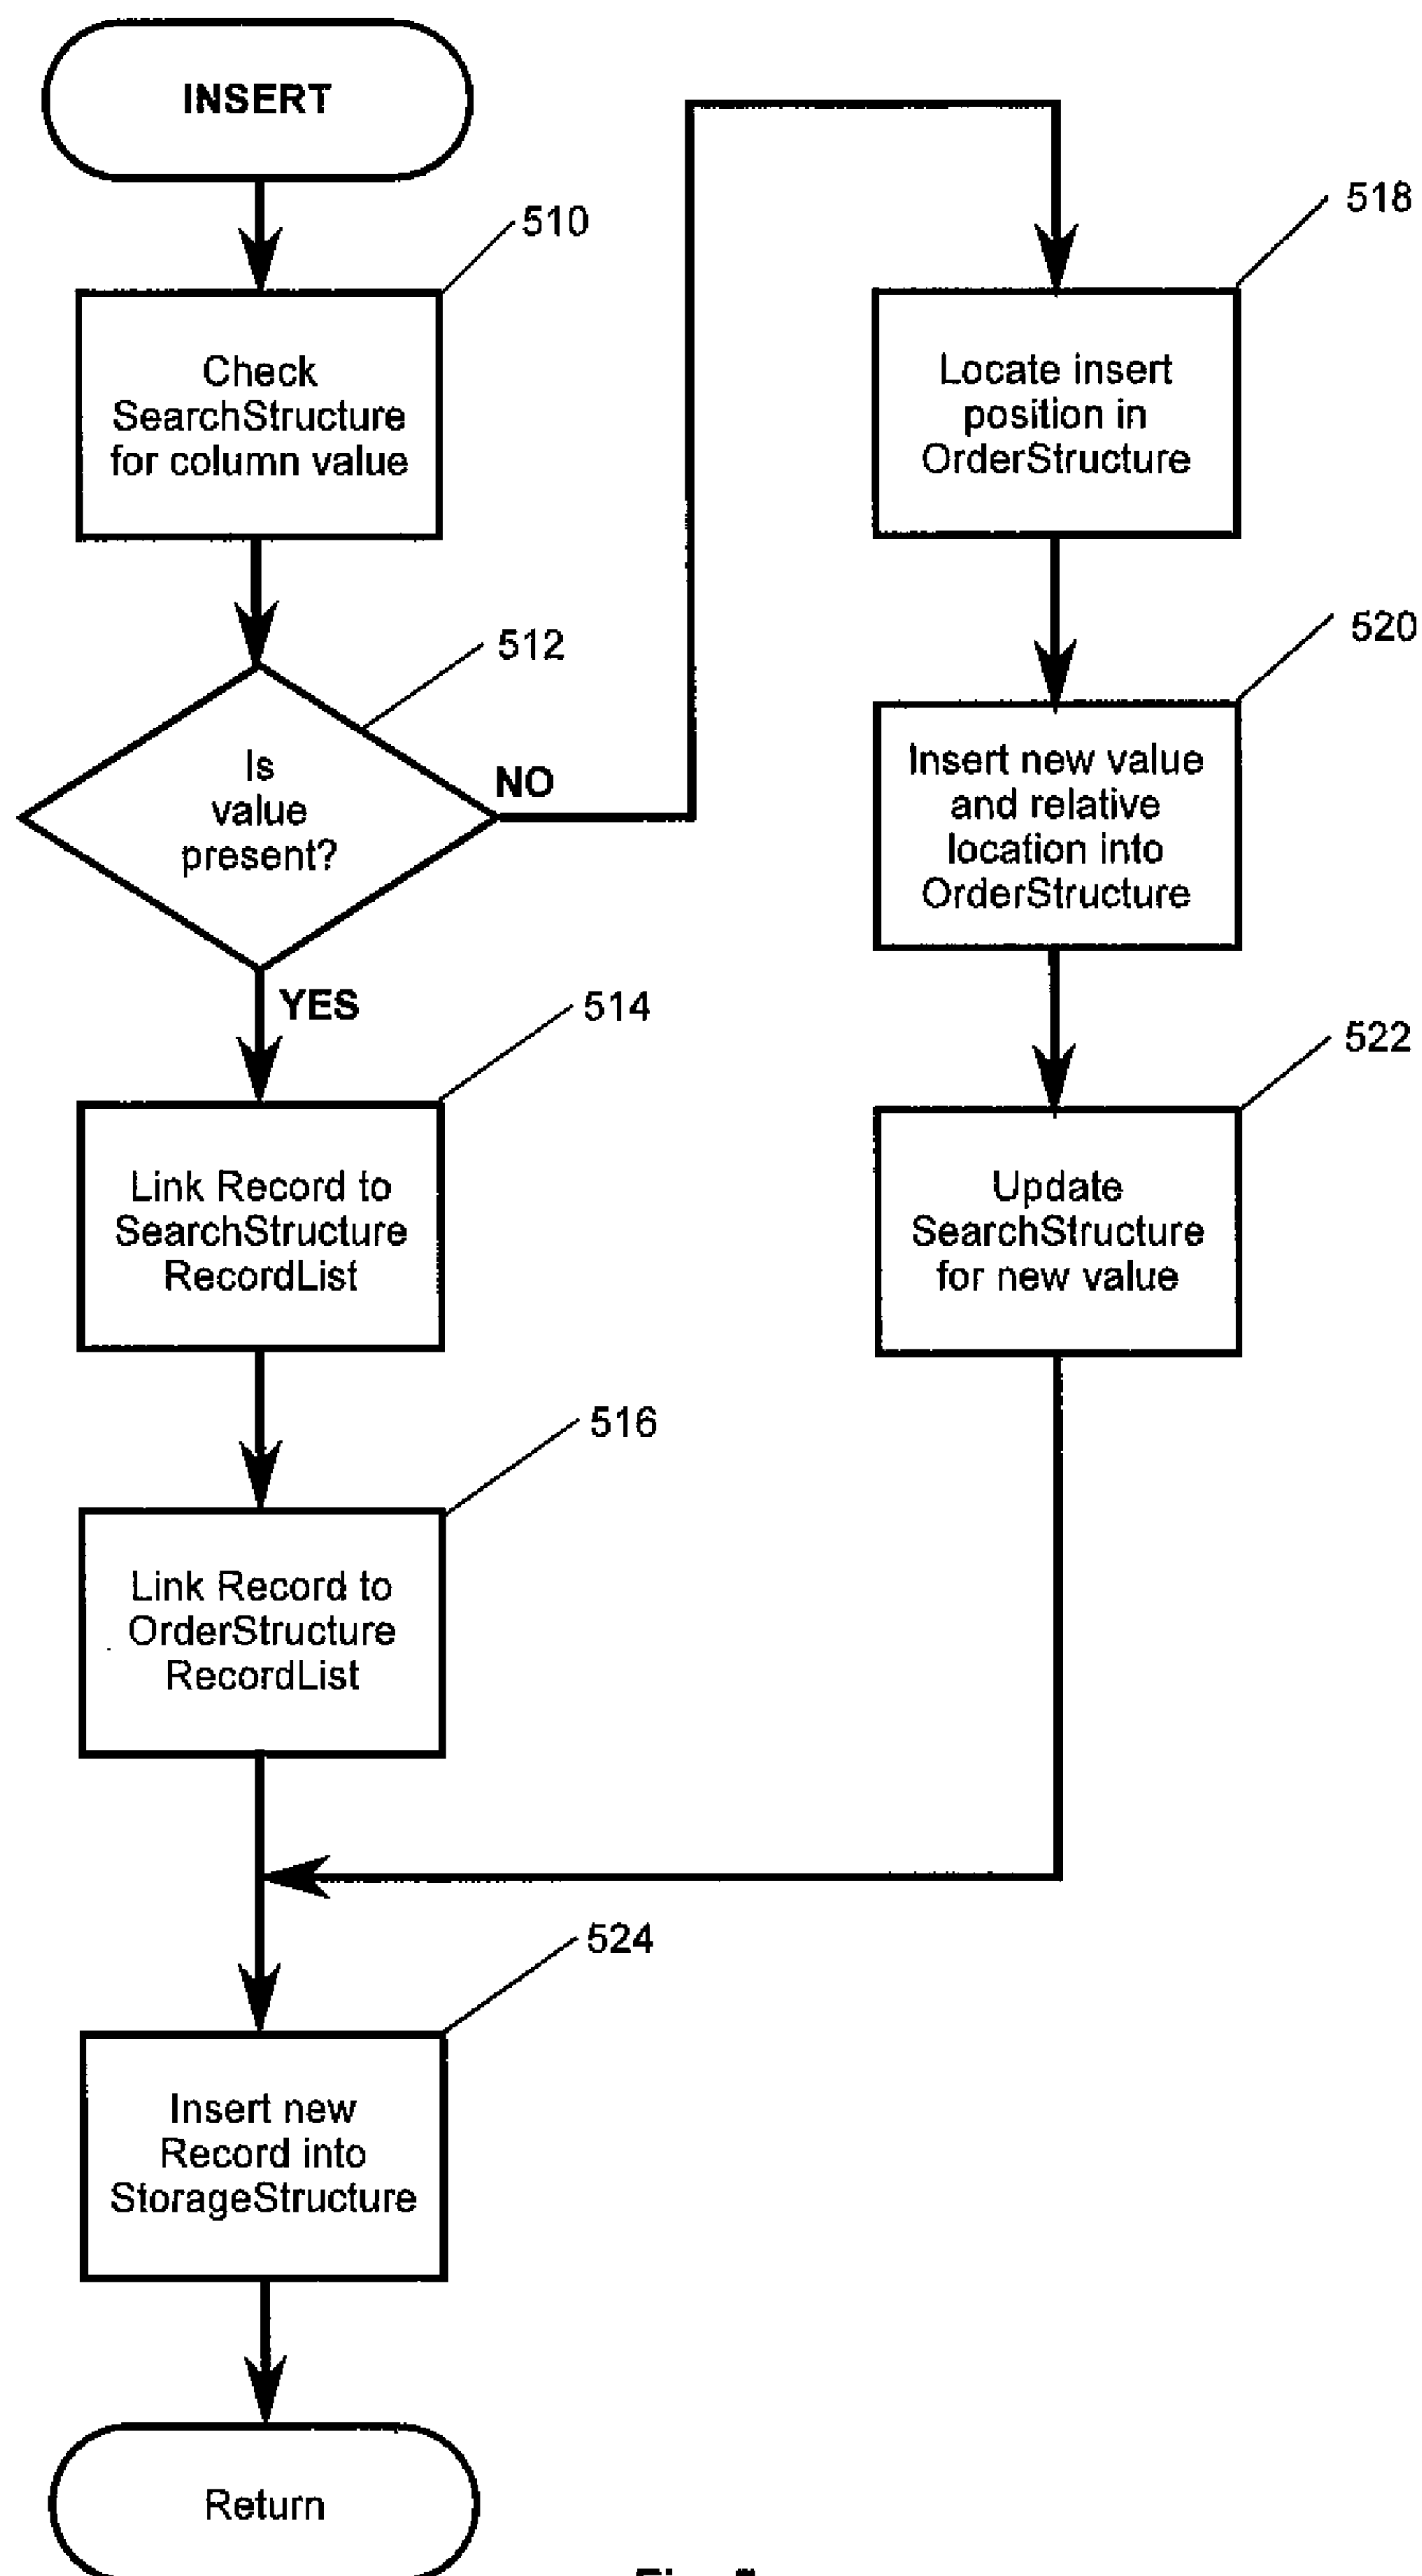 INSERT
510
Check
SearchStructure
for column value
512
Is
value
present?
NO
YES
514
Link Record to
SearchStructure
RecordList
516
Link Record to
OrderStructure
RecordList
518
Locate insert
position in
OrderStructure
520
Insert new value
and relative
location into
OrderStructure
522
Update
SearchStructure
for new value
524
Insert new
Record into
StorageStructure
Return